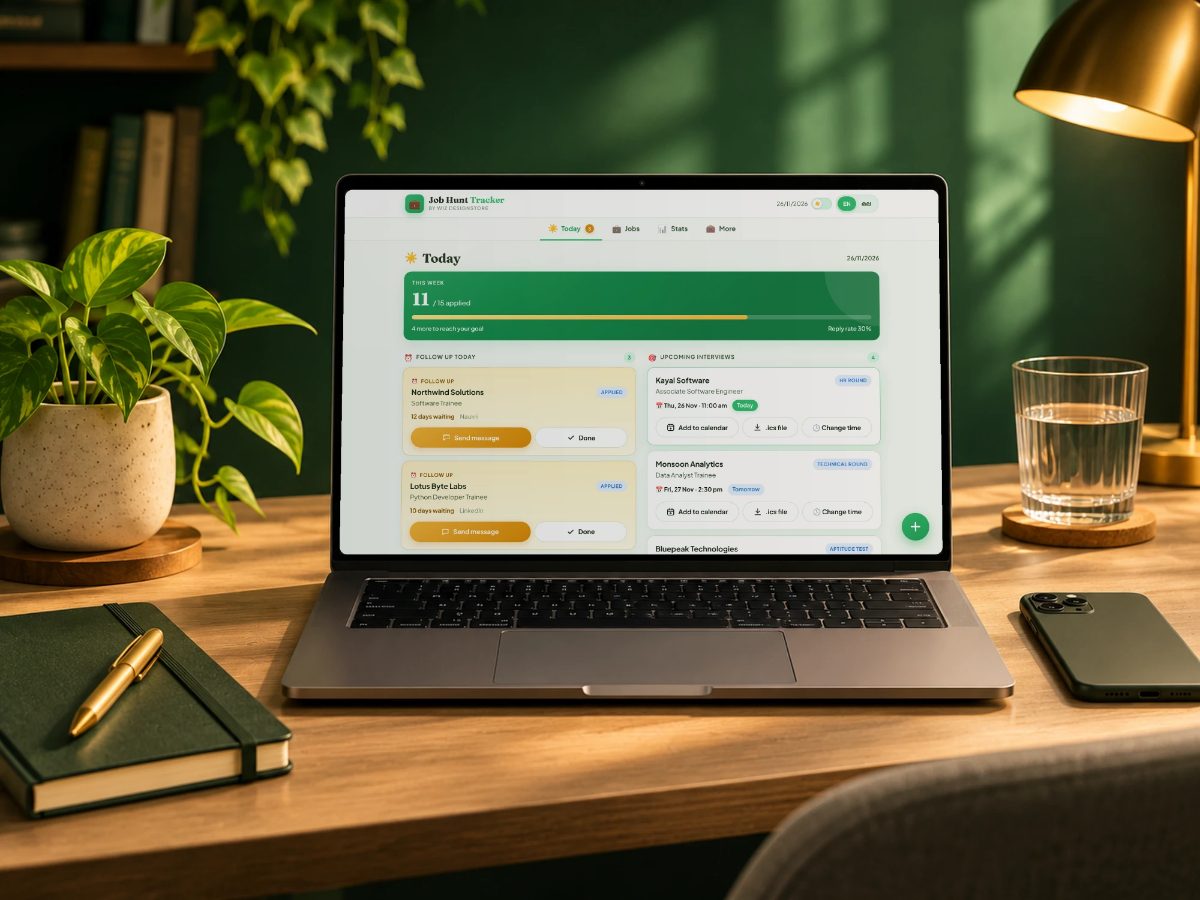 Job Hunt Tracker
BY WIZ DESIGNSTORE
26/11/2026
EN
Today 3
Jobs
Stats
More
Today
26/11/2026
THIS WEEK
11 / 15 applied
4 more to reach your goal
Reply rate 30%
FOLLOW UP TODAY 3
FOLLOW UP
Northwind Solutions
APPLIED
Software Trainee
12 days waiting · Naukri
Send message
Done
FOLLOW UP
Lotus Byte Labs
APPLIED
Python Developer Trainee
10 days waiting · LinkedIn
Send message
Done
UPCOMING INTERVIEWS 4
Kayal Software
HR ROUND
Associate Software Engineer
Thu, 26 Nov · 11:00 am Today
Add to calendar
.ics file
Change time
Monsoon Analytics
TECHNICAL ROUND
Data Analyst Trainee
Fri, 27 Nov · 2:30 pm Tomorrow
Add to calendar
.ics file
Change time
Bluepeak Technologies
APTITUDE TEST
+